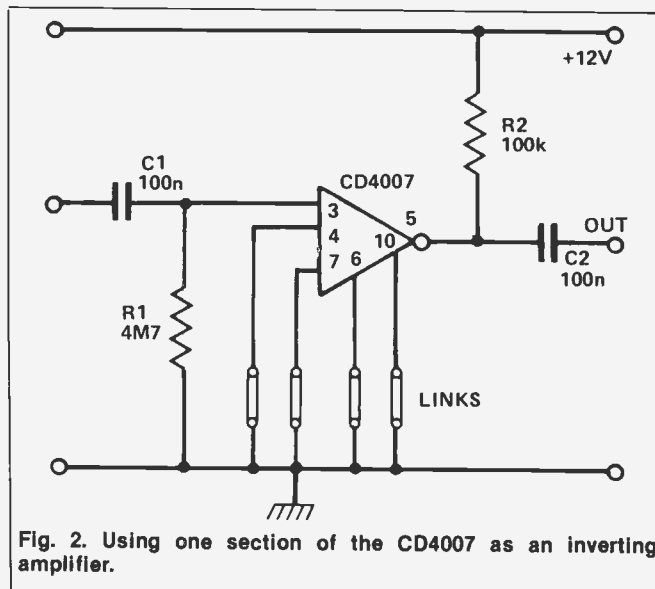 +12V
R2
100k
C1
100n
CD4007
3
5
4
10
OUT
7
6
C2
100n
R1
4M7
LINKS
Fig. 2. Using one section of the CD4007 as an inverting
amplifier.